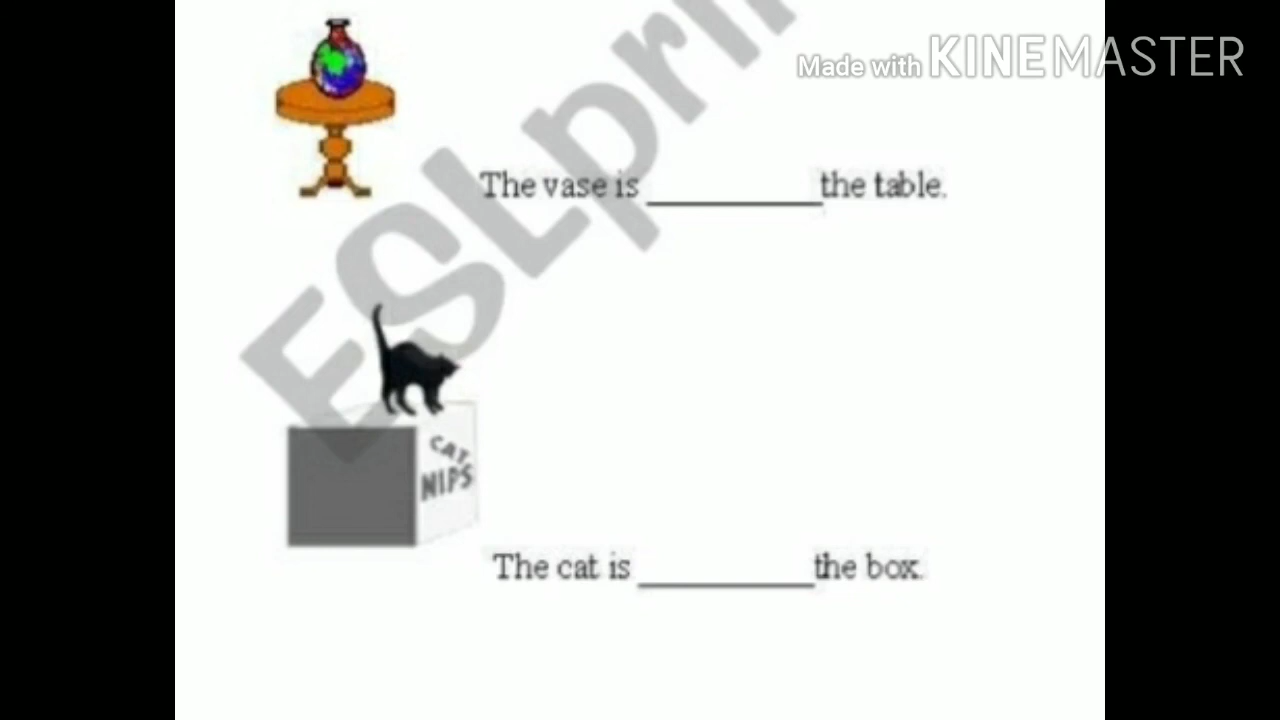 Made with KINEMASTER
ESLpri
The vase is __________ the table.
CAT
NIPS
The cat is __________ the box.